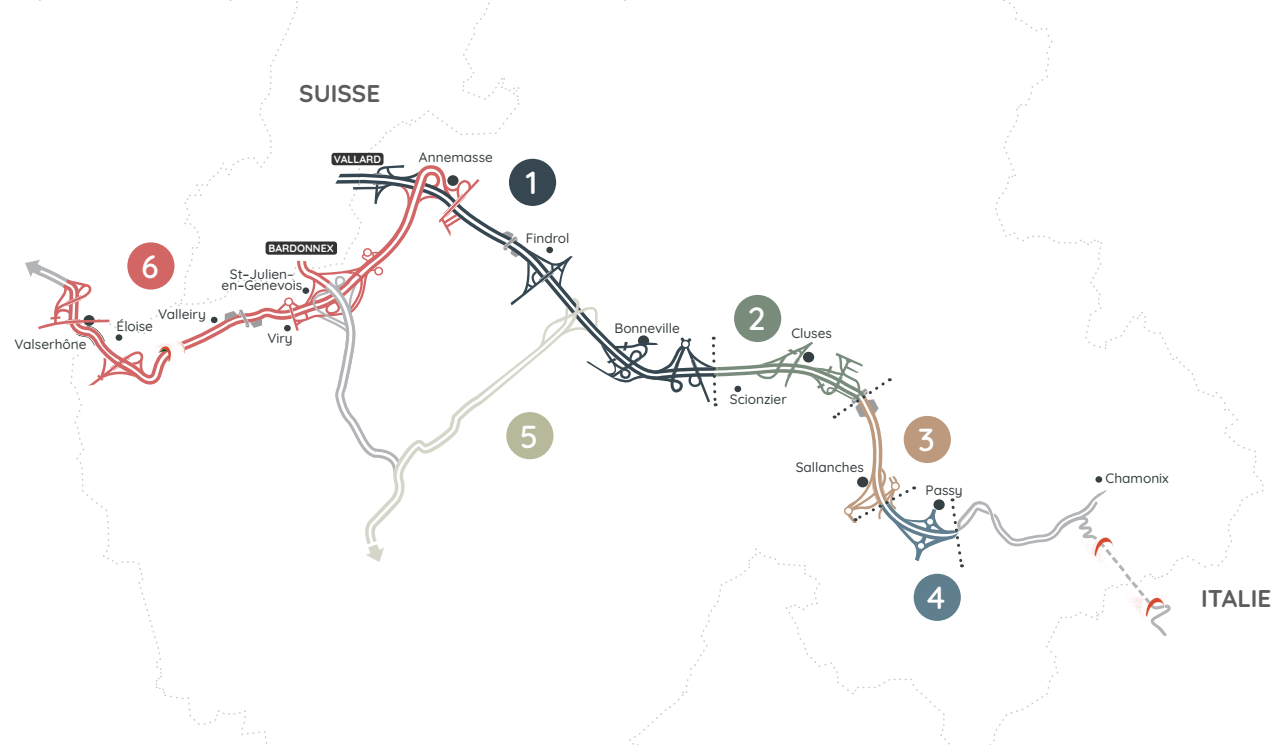 SUISSE
VALLARD
Annemasse
1
BARDONNEX
Findrol
6
St-Julien-
en-Genevois
Valleiry
Éloise
Viry
Valserhône
Bonneville
2
Cluses
Scionzier
5
3
Sallanches
Passy
Chamonix
4
ITALIE